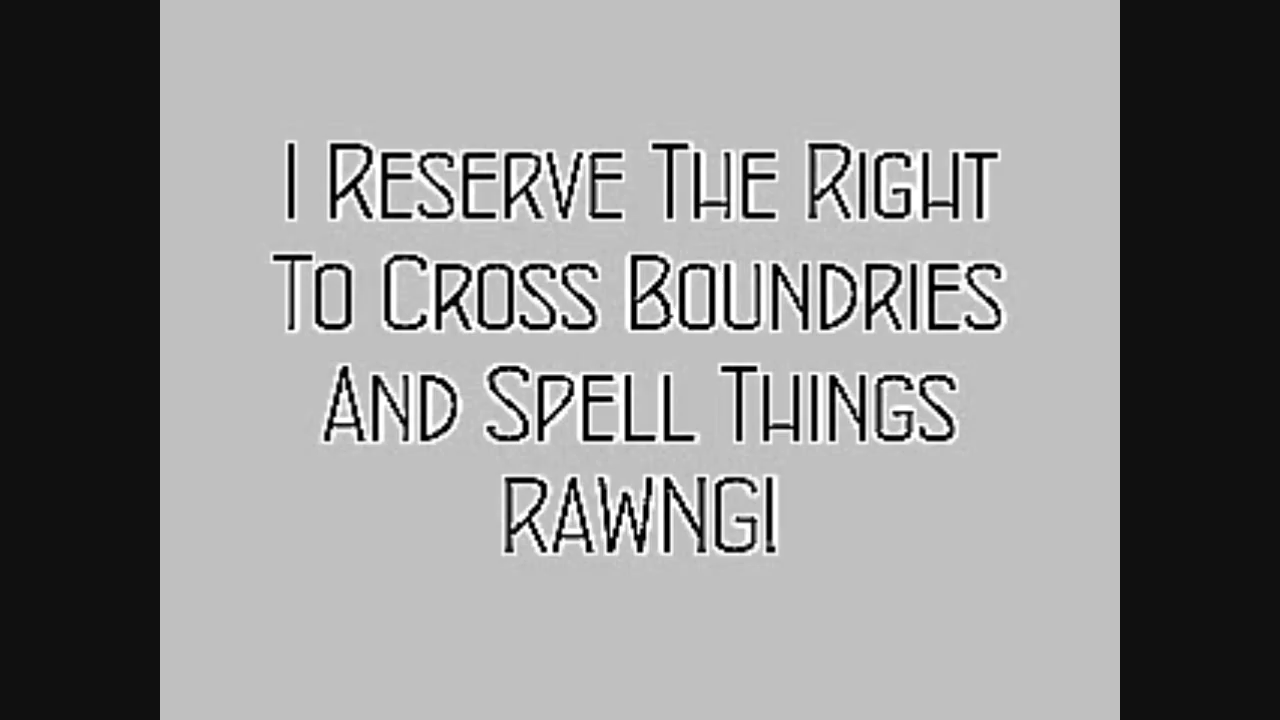 I Reserve The Right
To Cross Boundries
And Spell Things
RAWNG!